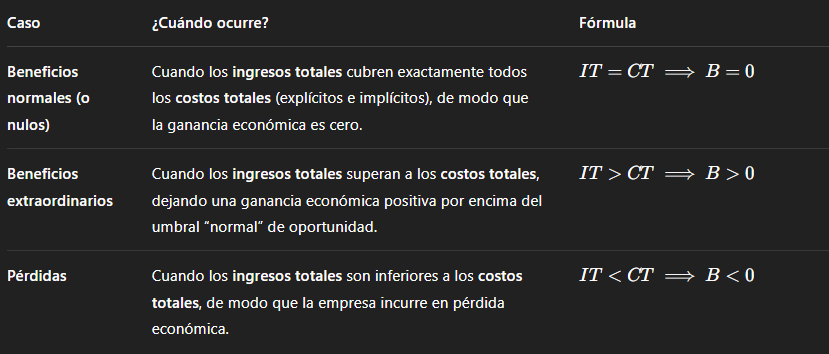 Caso ¿Cuándo ocurre? Fórmula
Beneficios normales (o nulos) Cuando los ingresos totales cubren exactamente todos los costos totales (explícitos e implícitos), de modo que la ganancia económica es cero. IT = CT ⟹ B = 0
Beneficios extraordinarios Cuando los ingresos totales superan a los costos totales, dejando una ganancia económica positiva por encima del umbral “normal” de oportunidad. IT > CT ⟹ B > 0
Pérdidas Cuando los ingresos totales son inferiores a los costos totales, de modo que la empresa incurre en pérdida económica. IT < CT ⟹ B < 0